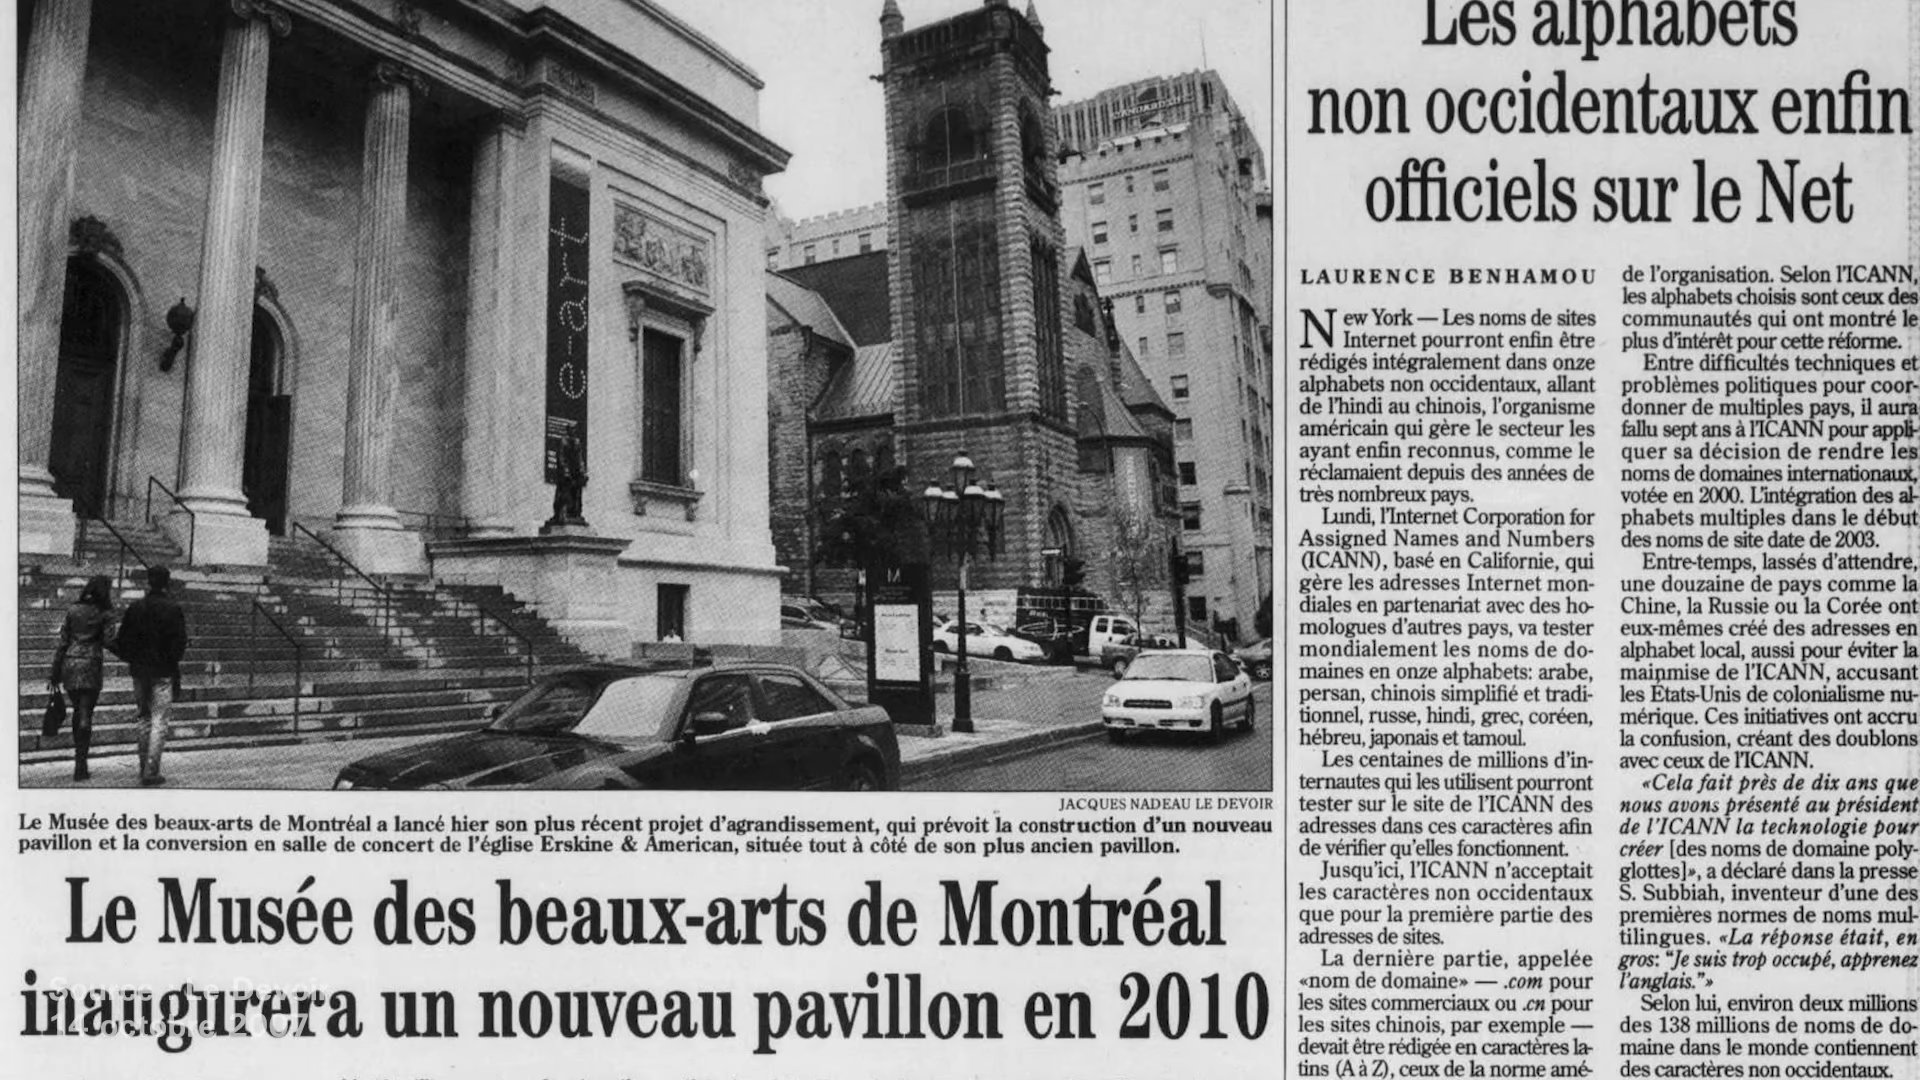 STANDARD LIFE
e-art
M
JACQUES NADEAU LE DEVOIR
Le Musée des beaux-arts de Montréal a lancé hier son plus récent projet d'agrandissement, qui prévoit la construction d'un nouveau
pavillon et la conversion en salle de concert de l'église Erskine & American, située tout à côté de son plus ancien pavillon.
Le Musée des beaux-arts de Montréal
inaugurera un nouveau pavillon en 2010
Source : Le Devoir
14 octobre 2007
Les alphabets
non occidentaux enfin
officiels sur le Net
LAURENCE BENHAMOU
New York — Les noms de sites
Internet pourront enfin être
rédigés intégralement dans onze
alphabets non occidentaux, allant
de l'hindi au chinois, l'organisme
américain qui gère le secteur les
ayant enfin reconnus, comme le
réclamaient depuis des années de
très nombreux pays.
Lundi, l'Internet Corporation for
Assigned Names and Numbers
(ICANN), basé en Californie, qui
gère les adresses Internet mon-
diales en partenariat avec des ho-
mologues d'autres pays, va tester
mondialement les noms de do-
maines en onze alphabets: arabe,
persan, chinois simplifié et tradi-
tionnel, russe, hindi, grec, coréen,
hébreu, japonais et tamoul.
Les centaines de millions d'in-
ternautes qui les utilisent pourront
tester sur le site de l'ICANN des
adresses dans ces caractères afin
de vérifier qu'elles fonctionnent.
Jusqu'ici, l'ICANN n'acceptait
les caractères non occidentaux
que pour la première partie des
adresses de sites.
La dernière partie, appelée
«nom de domaine» — .com pour
les sites commerciaux ou .cn pour
les sites chinois, par exemple —
devait être rédigée en caractères la-
tins (A à Z), ceux de la norme amé-
de l'organisation. Selon l'ICANN,
les alphabets choisis sont ceux des
communautés qui ont montré le
plus d'intérêt pour cette réforme.
Entre difficultés techniques et
problèmes politiques pour coor-
donner de multiples pays, il aura
fallu sept ans à l'ICANN pour appli-
quer sa décision de rendre les
noms de domaines internationaux,
votée en 2000. L'intégration des al-
phabets multiples dans le début
des noms de site date de 2003.
Entre-temps, lassés d'attendre,
une douzaine de pays comme la
Chine, la Russie ou la Corée ont
eux-mêmes créé des adresses en
alphabet local, aussi pour éviter la
mainmise de l'ICANN, accusant
les États-Unis de colonialisme nu-
mérique. Ces initiatives ont accru
la confusion, créant des doublons
avec ceux de l'ICANN.
«Cela fait près de dix ans que
nous avons présenté au président
de l'ICANN la technologie pour
créer [des noms de domaine poly-
glottes]», a déclaré dans la presse
S. Subbiah, inventeur d'une des
premières normes de noms mul-
tilingues. «La réponse était, en
gros: "Je suis trop occupé, apprenez
l'anglais."»
Selon lui, environ deux millions
des 138 millions de noms de do-
maine dans le monde contiennent
des caractères non occidentaux.